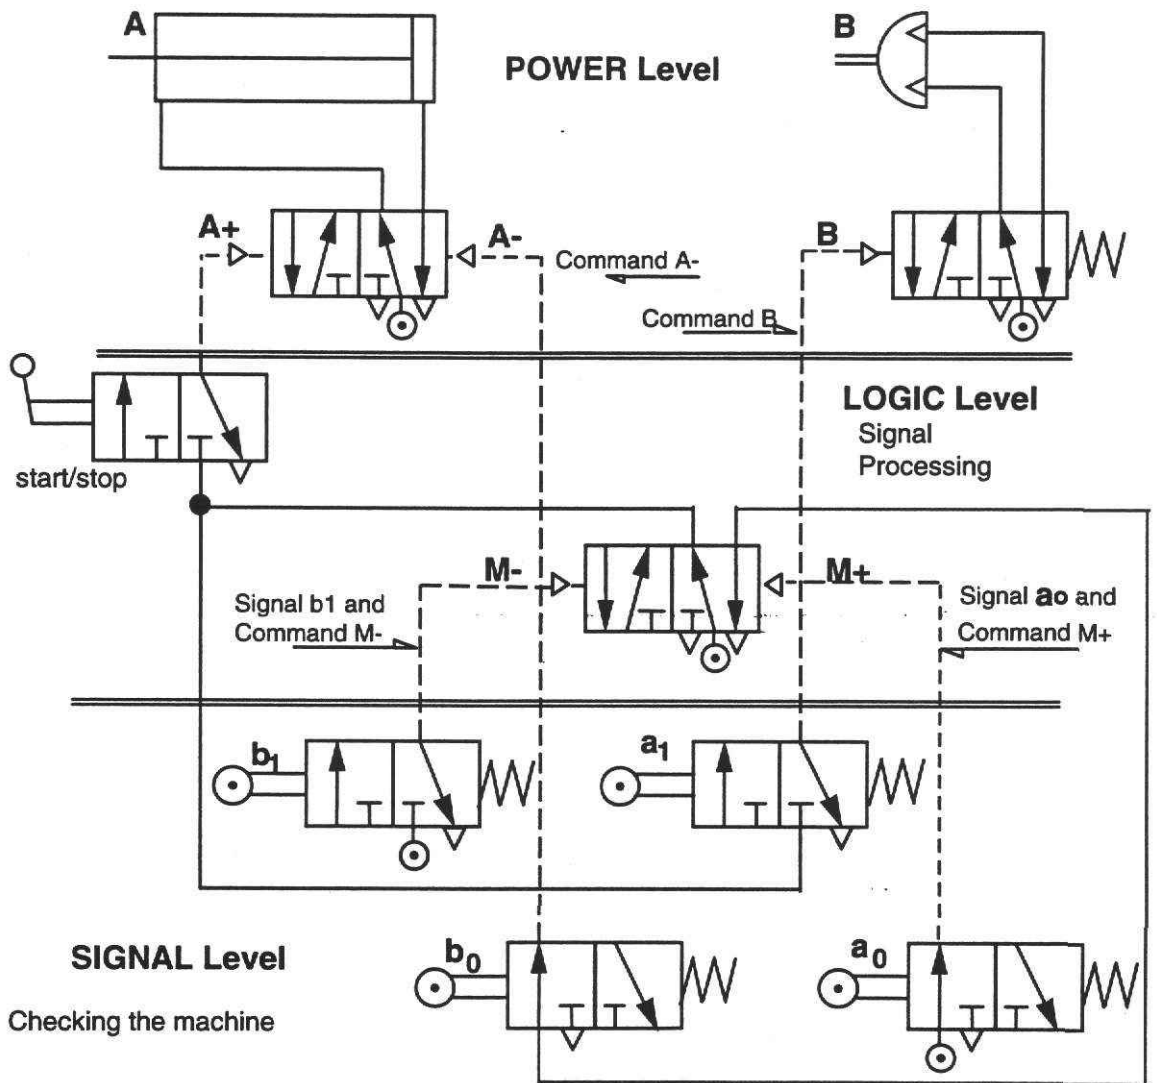 A
B
POWER Level
A+
A-
B
Command A-
Command B
LOGIC Level
Signal
Processing
start/stop
M-
M+
Signal b1 and
Command M-
Signal ao and
Command M+
b1
a1
SIGNAL Level
b0
a0
Checking the machine